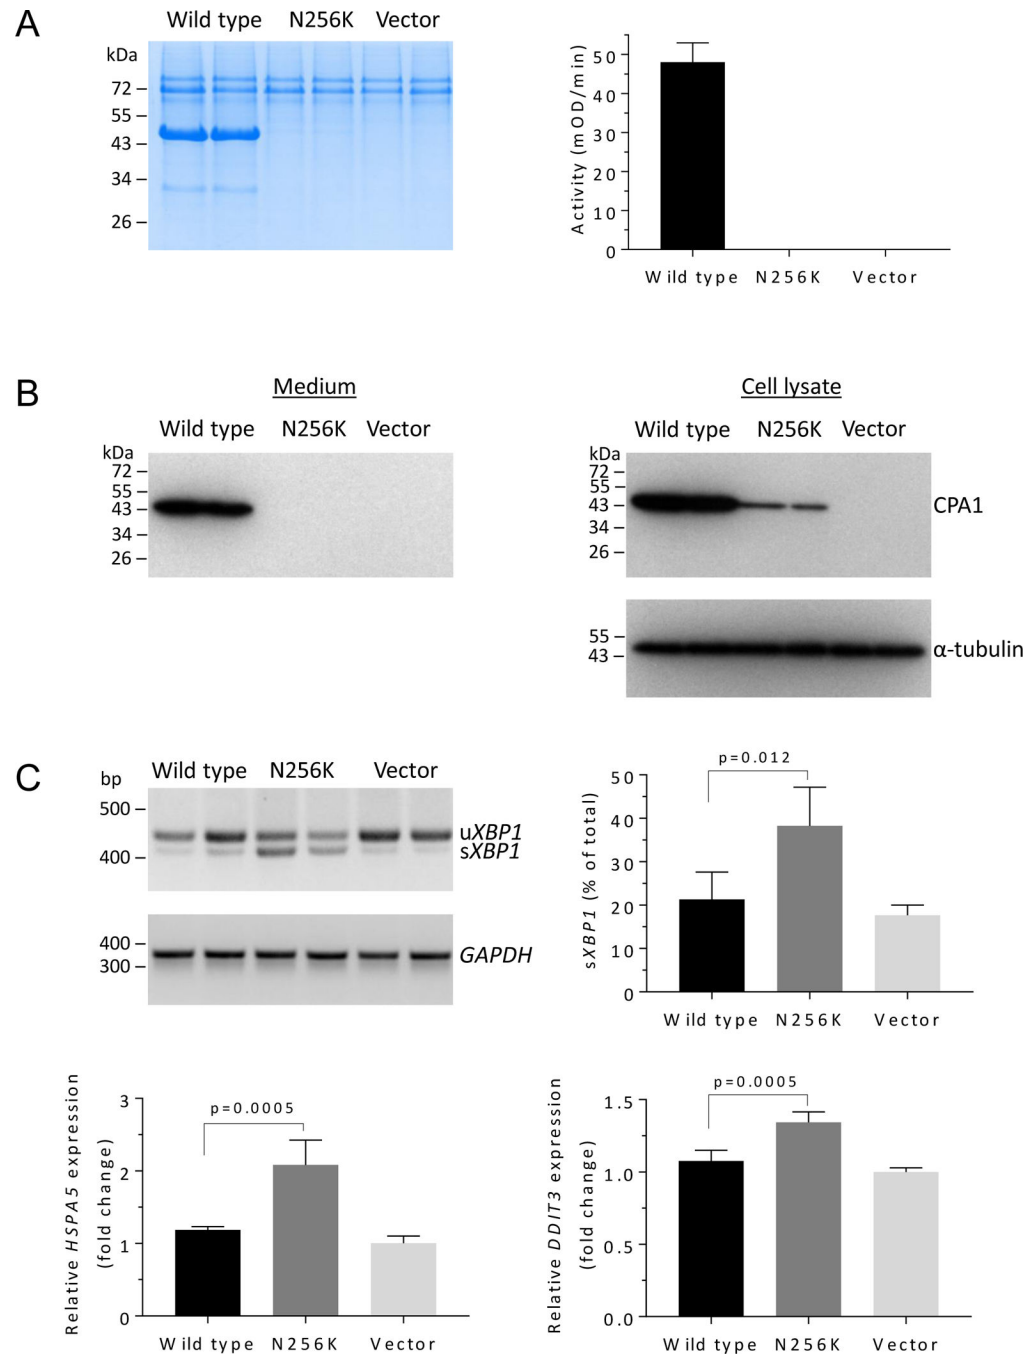 A
Wild type N256K Vector
kDa
72
55
43
34
26
Activity (mOD/min)
50
40
30
20
10
0
Wild type N256K Vector
B
Medium
Wild type N256K Vector
kDa
72
55
43
34
26
Cell lysate
Wild type N256K Vector
kDa
72
55
43
34
26
CPA1
55
43
α-tubulin
C
bp
Wild type N256K Vector
500
400
uXBP1
sXBP1
400
300
GAPDH
p=0.012
sXBP1 (% of total)
50
40
30
20
10
0
Wild type N256K Vector
Relative HSPA5 expression
(fold change)
p=0.0005
3
2
1
0
Wild type N256K Vector
Relative DDIT3 expression
(fold change)
p=0.0005
1.5
1.0
0.5
0.0
Wild type N256K Vector